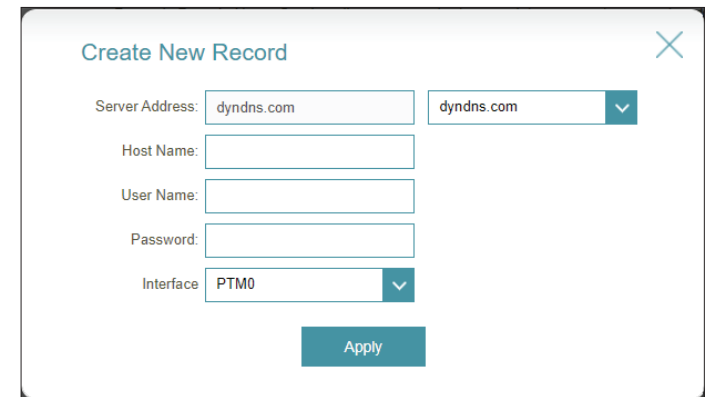 Create New Record
Server Address: dyndns.com dyndns.com
Host Name:
User Name:
Password:
Interface PTM0
Apply